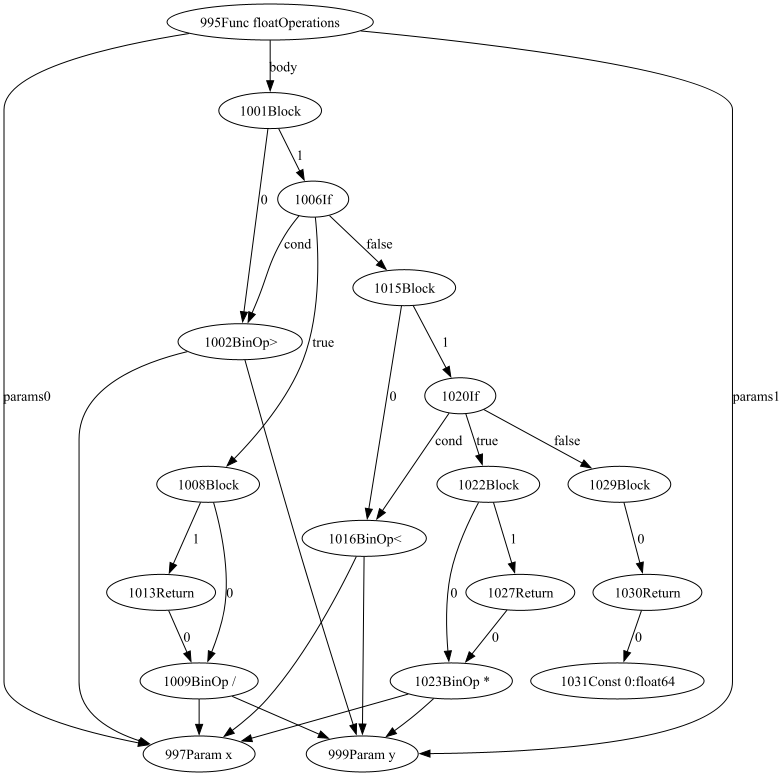 995Func floatOperations
body
1001Block
1
0
1006If
cond
false
1015Block
1002BinOp>
true
1
params0
0
params1
1020If
cond
true
false
1008Block
1022Block
1029Block
1016BinOp<
1
1
0
1013Return
0
0
1027Return
1030Return
0
0
0
1009BinOp /
1023BinOp *
1031Const 0:float64
997Param x
999Param y